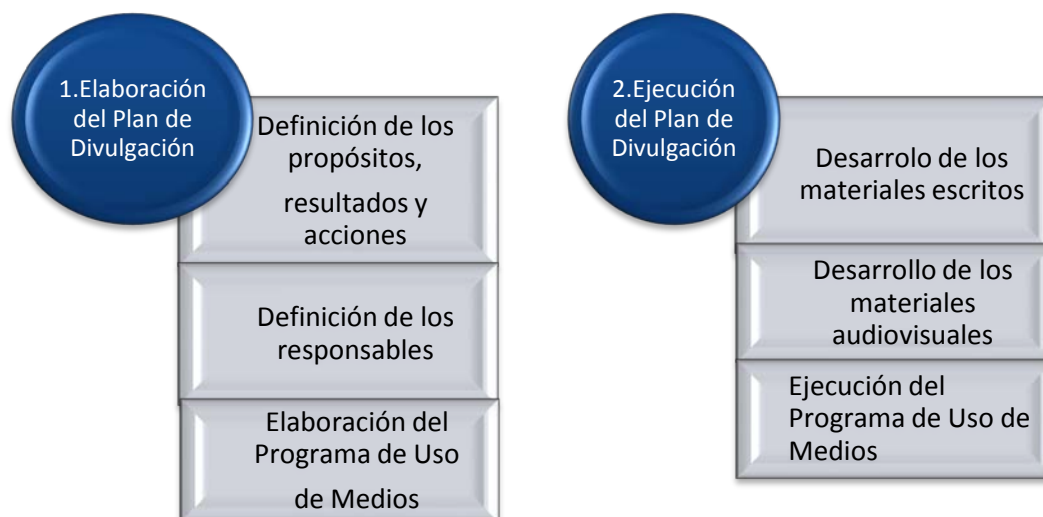 1.Elaboración
del Plan de
Divulgación
Definición de los
propósitos,
resultados y
acciones
Definición de los
responsables
Elaboración del
Programa de Uso
de Medios
2.Ejecución
del Plan de
Divulgación
Desarrolo de los
materiales escritos
Desarrollo de los
materiales
audiovisuales
Ejecución del
Programa de Uso de
Medios